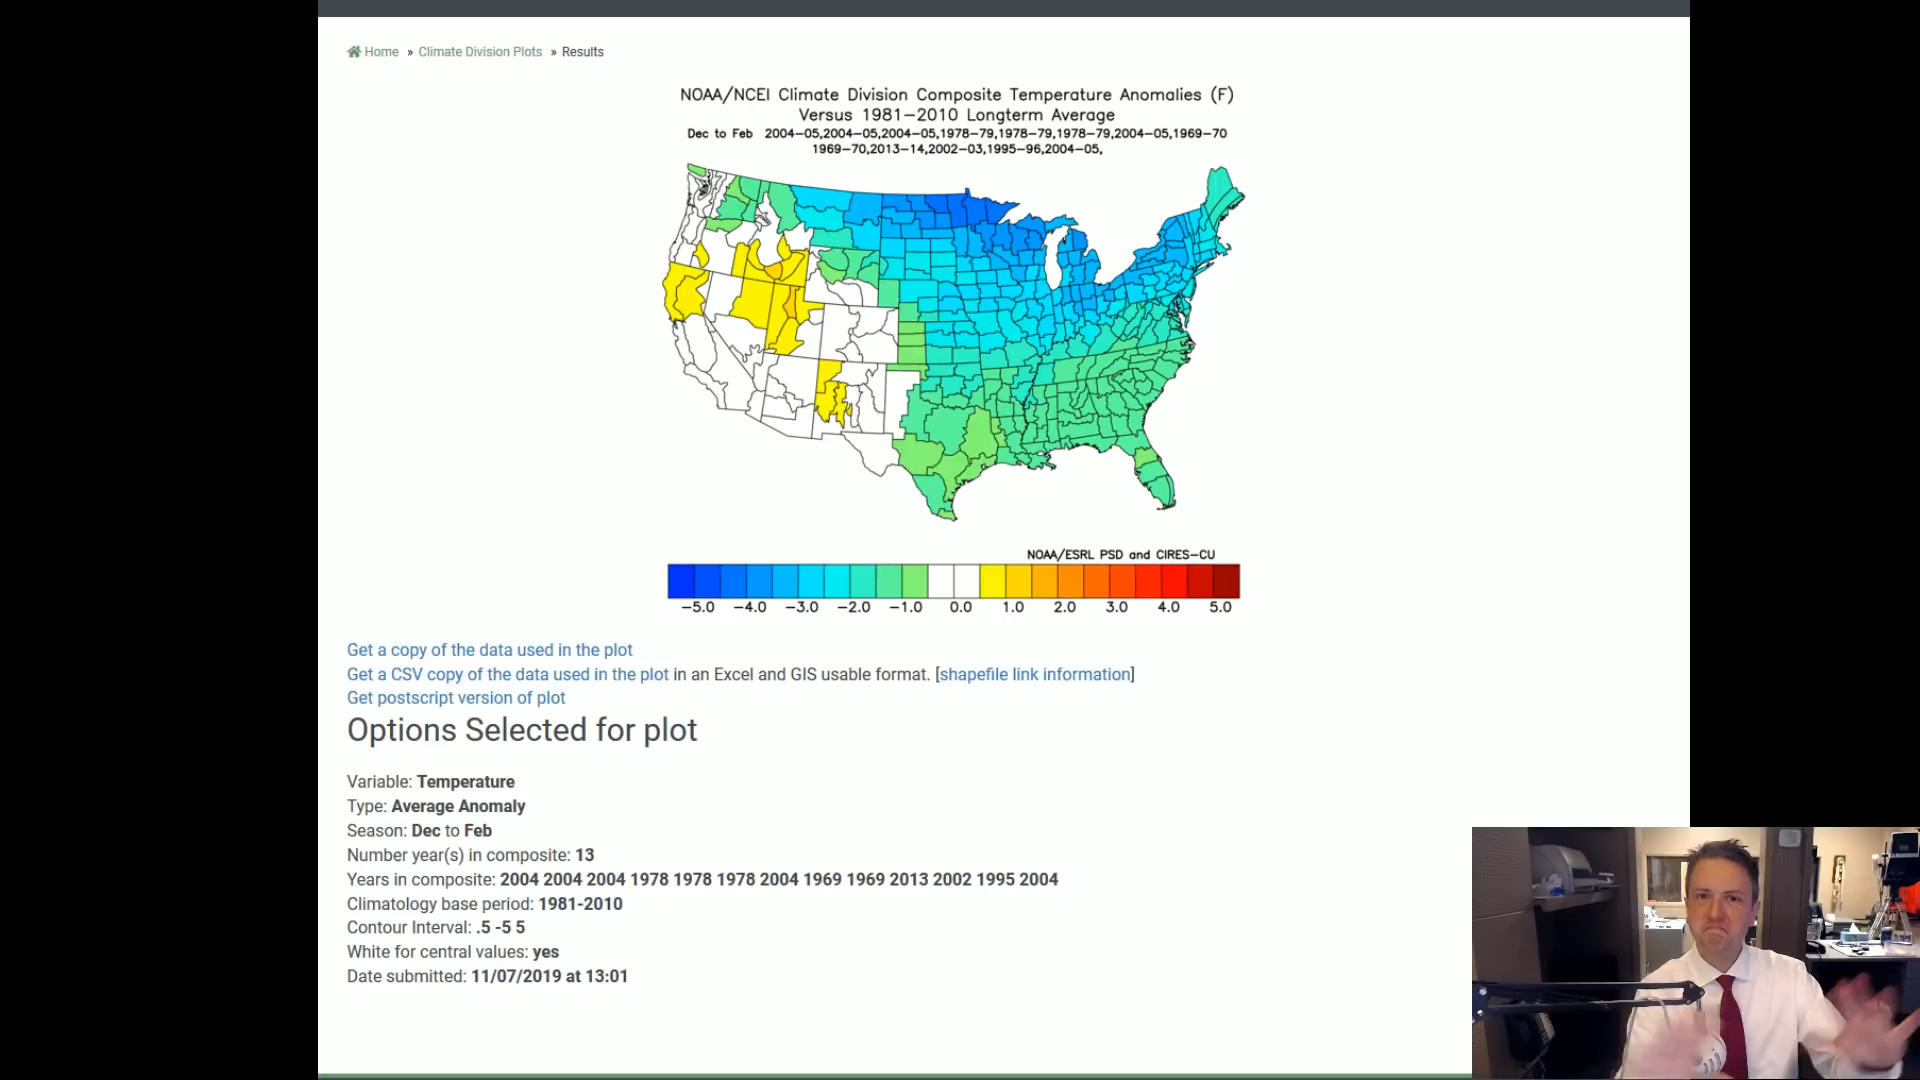 Home » Climate Division Plots » Results
NOAA/NCEI Climate Division Composite Temperature Anomalies (F)
Versus 1981–2010 Longterm Average
Dec to Feb 2004–05,2004–05,2004–05,1978–79,1978–79,1978–79,2004–05,1969–70
1969–70,2013–14,2002–03,1995–96,2004–05,
NOAA/ESRL PSD and CIRES–CU
−5.0 −4.0 −3.0 −2.0 −1.0 0.0 1.0 2.0 3.0 4.0 5.0
Get a copy of the data used in the plot
Get a CSV copy of the data used in the plot in an Excel and GIS usable format. [shapefile link information]
Get postscript version of plot
Options Selected for plot
Variable: Temperature
Type: Average Anomaly
Season: Dec to Feb
Number year(s) in composite: 13
Years in composite: 2004 2004 2004 1978 1978 1978 2004 1969 1969 2013 2002 1995 2004
Climatology base period: 1981-2010
Contour Interval: .5 -5 5
White for central values: yes
Date submitted: 11/07/2019 at 13:01